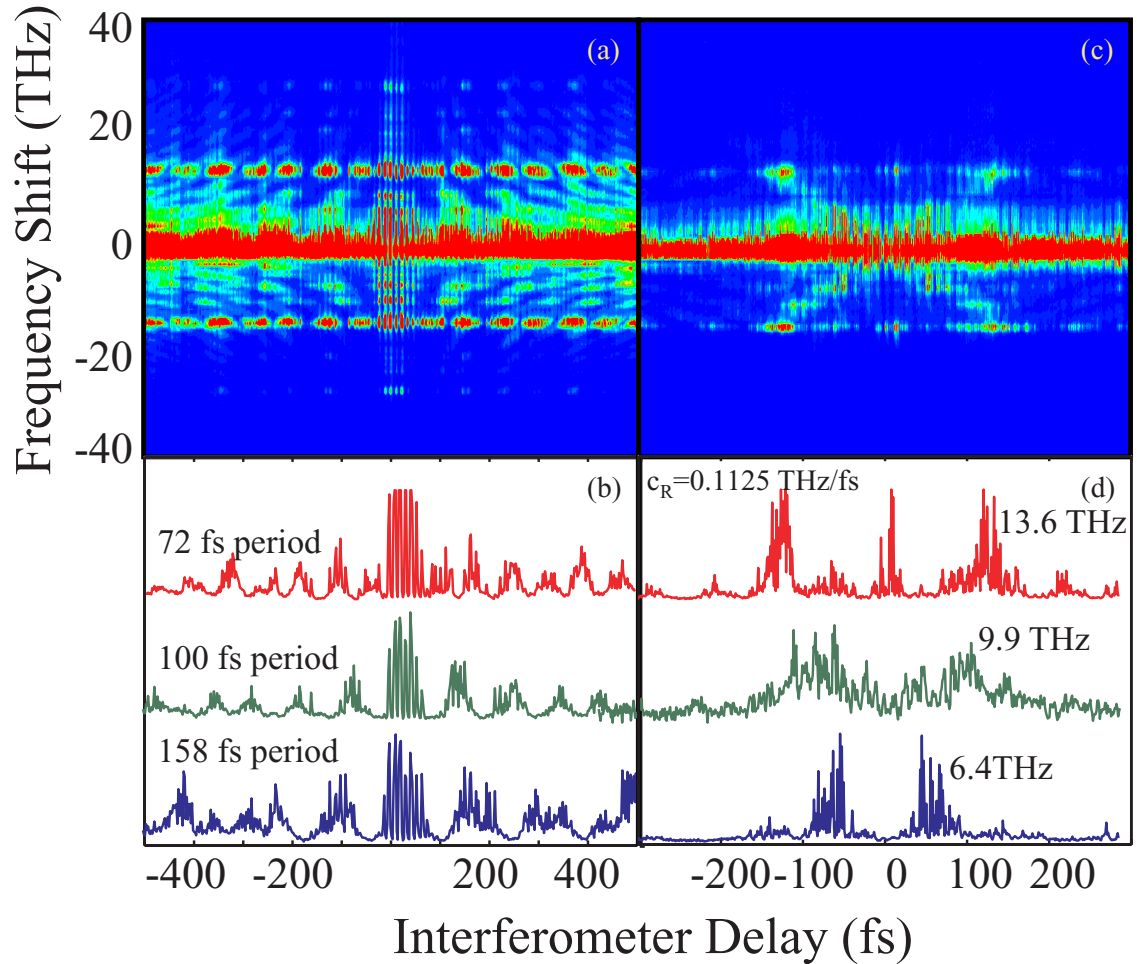 Frequency Shift (THz)
40
20
0
-20
-40
(a)
(c)
(b)
72 fs period
100 fs period
158 fs period
c_R=0.1125 THz/fs
(d)
13.6 THz
9.9 THz
6.4THz
-400 -200 200 400
-200 -100 0 100 200
Interferometer Delay (fs)